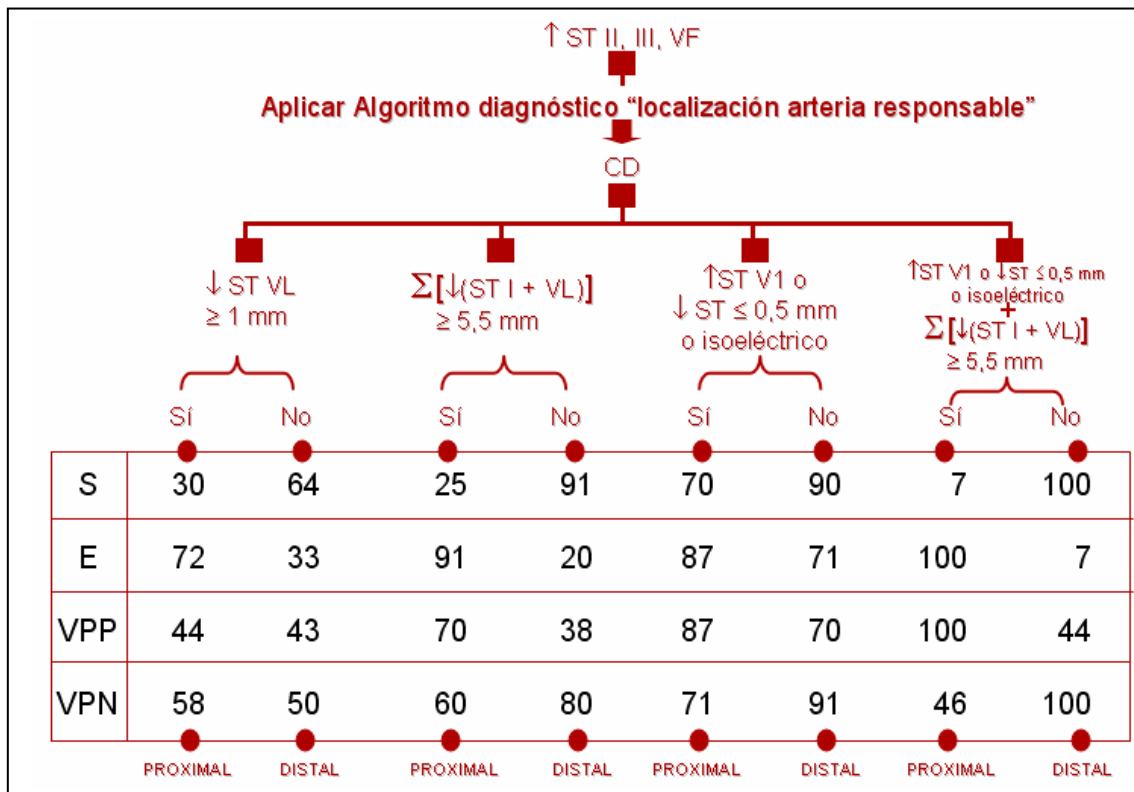 ↑ ST II, III, VF
Aplicar Algoritmo diagnóstico “localización arteria responsable”
CD
↓ ST VL
≥ 1 mm
Σ[↓(ST I + VL)]
≥ 5,5 mm
↑ST V1 o
↓ ST ≤ 0,5 mm
o isoeléctrico
↑ST V1 o ↓ST ≤ 0,5 mm
o isoeléctrico
+
Σ[↓(ST I + VL)]
≥ 5,5 mm
Sí No Sí No Sí No Sí No
S 30 64 25 91 70 90 7 100
E 72 33 91 20 87 71 100 7
VPP 44 43 70 38 87 70 100 44
VPN 58 50 60 80 71 91 46 100
PROXIMAL DISTAL PROXIMAL DISTAL PROXIMAL DISTAL PROXIMAL DISTAL